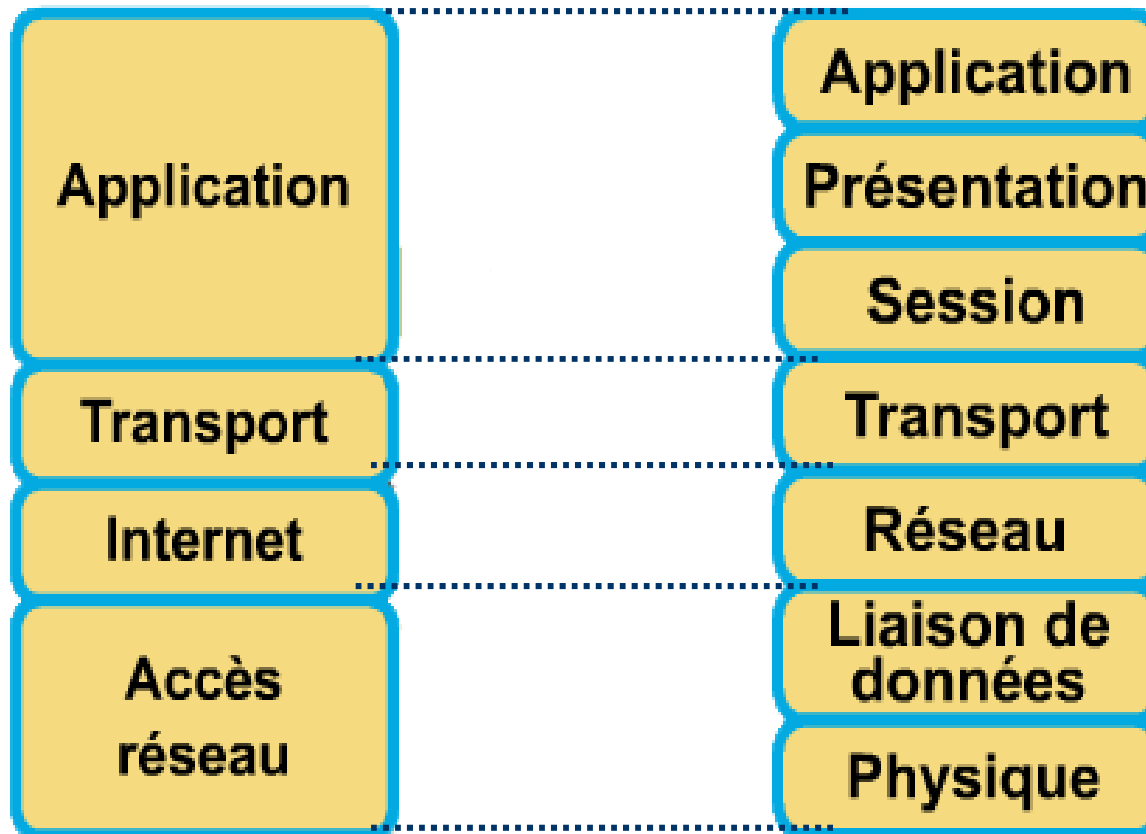 Application
Transport
Internet
Accès
réseau
Application
Présentation
Session
Transport
Réseau
Liaison de
données
Physique